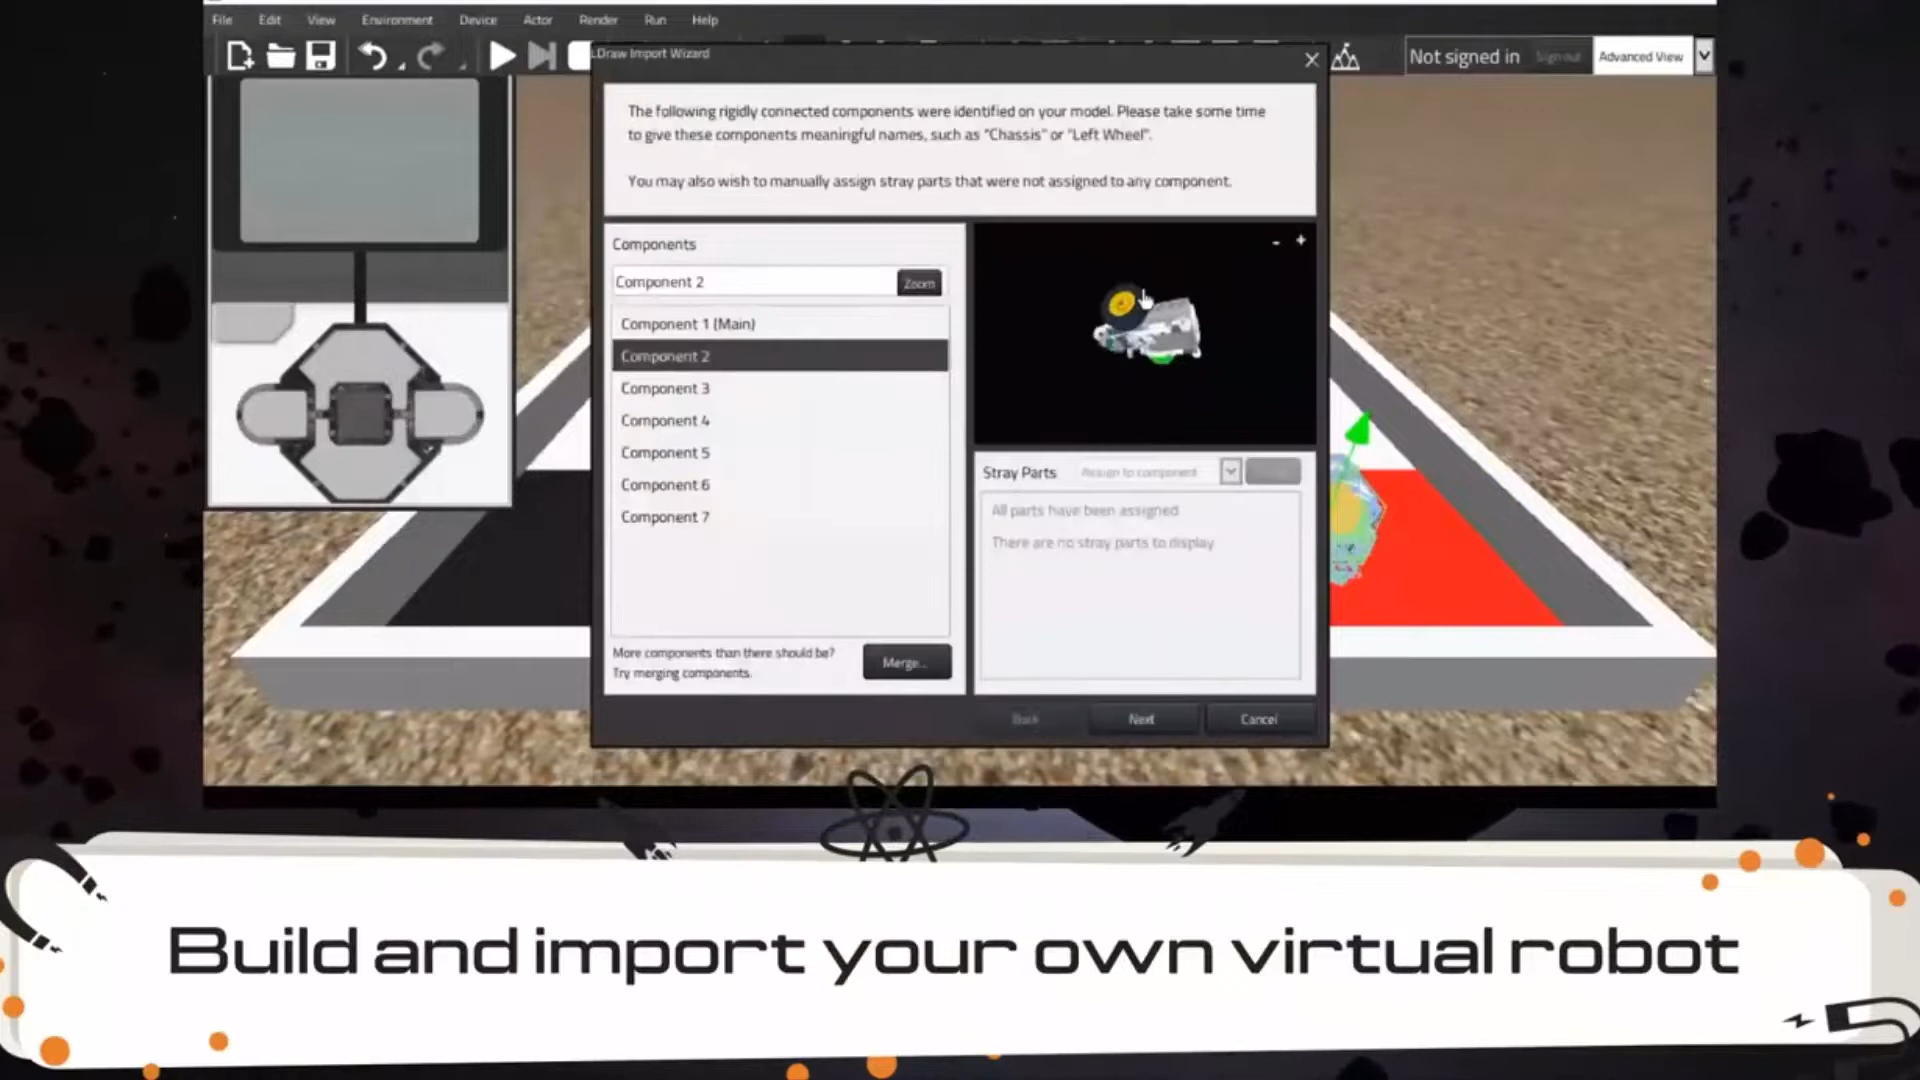 File Edit View Environment Device Actor Render Run Help
LDraw Import Wizard
Not signed in Sign out Advanced View
The following rigidly connected components were identified on your model. Please take some time
to give these components meaningful names, such as "Chassis" or "Left Wheel".
You may also wish to manually assign stray parts that were not assigned to any component.
Components
Component 2 Zoom
Component 1 (Main)
Component 2
Component 3
Component 4
Component 5
Component 6
Component 7
More components than there should be?
Try merging components.
Merge...
- +
Stray Parts Assign to component
All parts have been assigned
There are no stray parts to display
Back Next Cancel
Build and import your own virtual robot